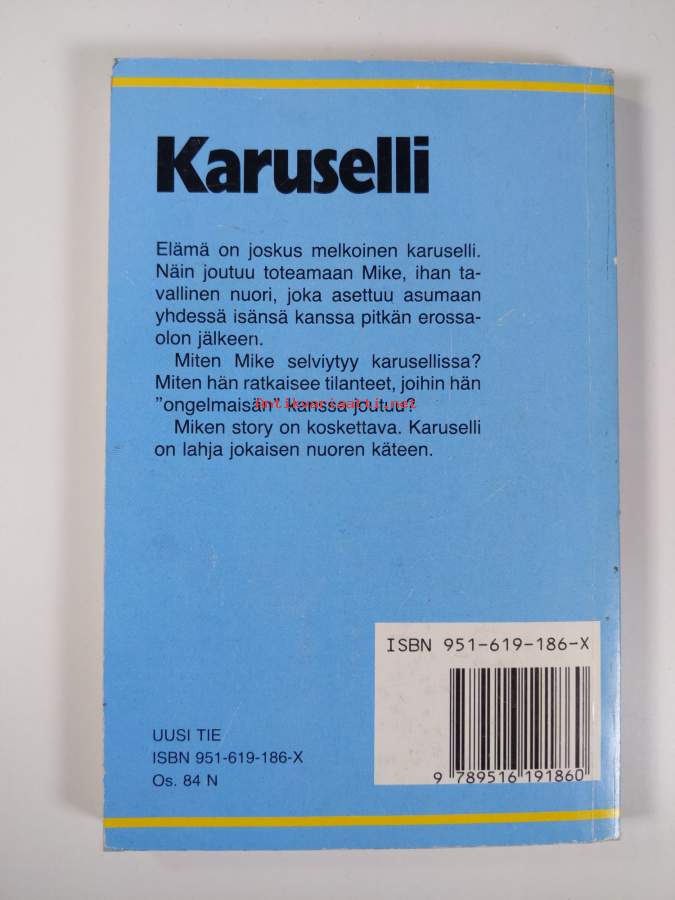 Karuselli
Elämä on joskus melkoinen karuselli.
Näin joutuu toteamaan Mike, ihan ta-
vallinen nuori, joka asettuu asumaan
yhdessä isänsä kanssa pitkän erossa-
olon jälkeen.
Miten Mike selviytyy karusellissa?
Miten hän ratkaisee tilanteet, joihin hän
”ongelmaisän” kanssa joutuu?
Antikvariaatti.net
Miken story on koskettava. Karuselli
on lahja jokaisen nuoren käteen.
ISBN 951-619-186-X
9 789516 191860
UUSI TIE
ISBN 951-619-186-X
Os. 84 N